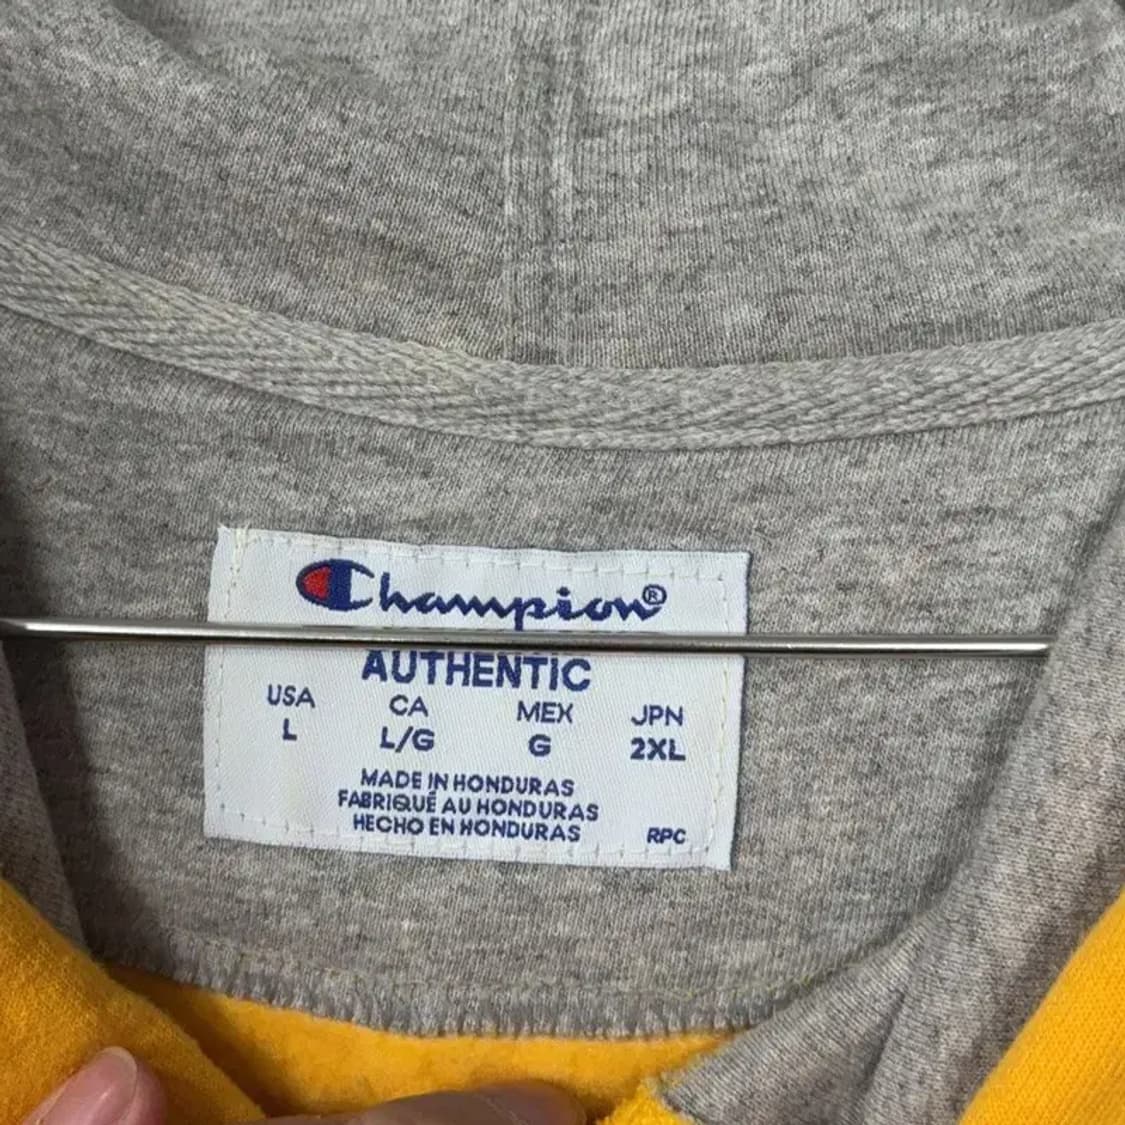 Champion®
AUTHENTIC
USA CA MEX JPN
L L/G G 2XL
MADE IN HONDURAS
FABRIQUÉ AU HONDURAS
HECHO EN HONDURAS RPC